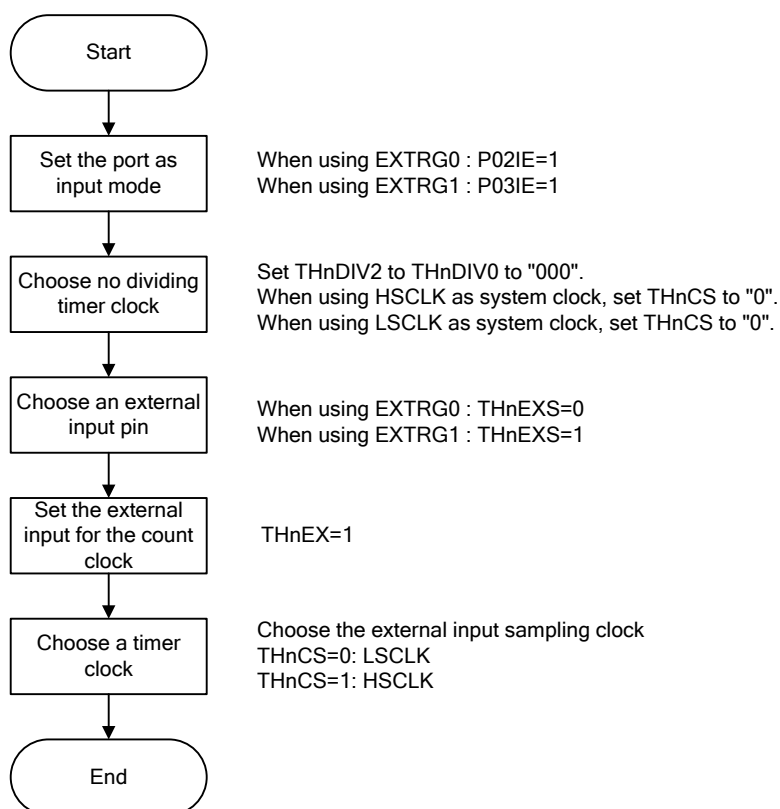 Start
Set the port as
input mode
When using EXTRG0 : P02IE=1
When using EXTRG1 : P03IE=1
Choose no dividing
timer clock
Set THnDIV2 to THnDIV0 to "000".
When using HSCLK as system clock, set THnCS to "0".
When using LSCLK as system clock, set THnCS to "0".
Choose an external
input pin
When using EXTRG0 : THnEXS=0
When using EXTRG1 : THnEXS=1
Set the external
input for the count
clock
THnEX=1
Choose a timer
clock
Choose the external input sampling clock
THnCS=0: LSCLK
THnCS=1: HSCLK
End